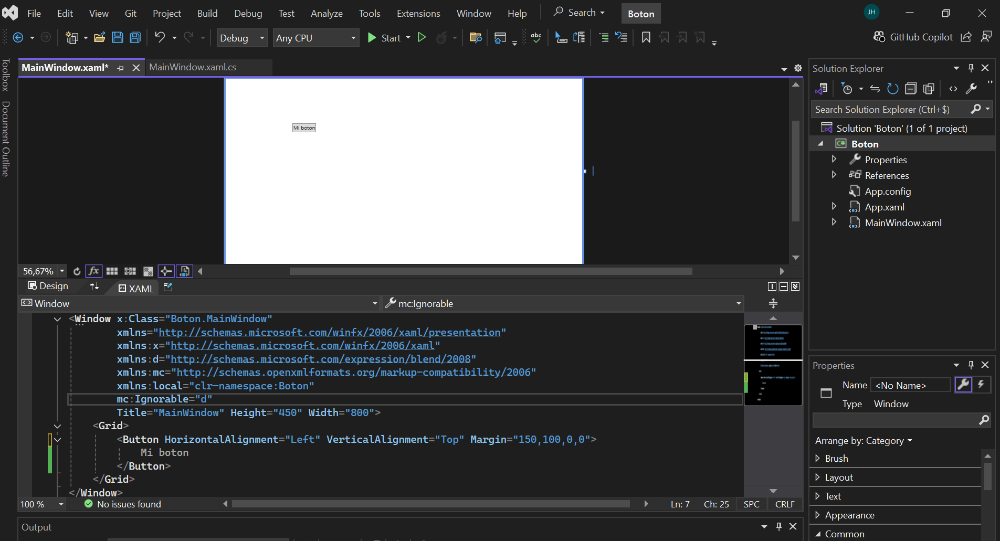 File Edit View Git Project Build Debug Test Analyze Tools Extensions Window Help Search Boton JH
Debug Any CPU Start abc GitHub Copilot
Toolbox
Document Outline
MainWindow.xaml* MainWindow.xaml.cs
Mi boton
56,67% fx
Design XAML
Window mc:Ignorable
<Window x:Class="Boton.MainWindow"
xmlns="http://schemas.microsoft.com/winfx/2006/xaml/presentation"
xmlns:x="http://schemas.microsoft.com/winfx/2006/xaml"
xmlns:d="http://schemas.microsoft.com/expression/blend/2008"
xmlns:mc="http://schemas.openxmlformats.org/markup-compatibility/2006"
xmlns:local="clr-namespace:Boton"
mc:Ignorable="d"
Title="MainWindow" Height="450" Width="800">
<Grid>
<Button HorizontalAlignment="Left" VerticalAlignment="Top" Margin="150,100,0,0">
Mi boton
</Button>
</Grid>
</Window>
100 % No issues found Ln: 7 Ch: 25 SPC CRLF
Output
Solution Explorer
Search Solution Explorer (Ctrl+$)
Solution 'Boton' (1 of 1 project)
C# Boton
Properties
References
App.config
App.xaml
MainWindow.xaml
Properties
Name <No Name>
Type Window
Arrange by: Category
Brush
Layout
Text
Appearance
Common